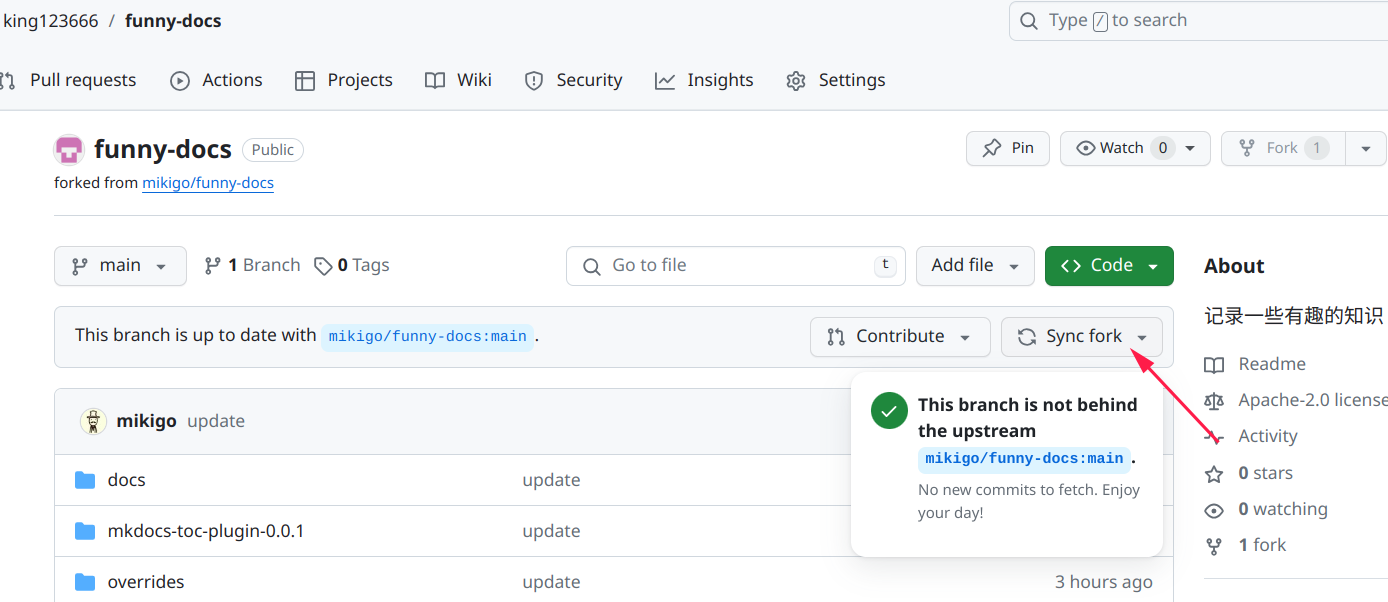 king123666 / funny-docs
Type / to search
Pull requests Actions Projects Wiki Security Insights Settings
funny-docs Public
Pin Watch 0 Fork 1
forked from mikigo/funny-docs
main 1 Branch 0 Tags Go to file t Add file Code
About
This branch is up to date with mikigo/funny-docs:main .
Contribute Sync fork
记录一些有趣的知识
Readme
Apache-2.0 license
Activity
0 stars
0 watching
1 fork
This branch is not behind
the upstream
mikigo/funny-docs:main .
No new commits to fetch. Enjoy
your day!
mikigo update
docs update
mkdocs-toc-plugin-0.0.1 update
overrides update 3 hours ago